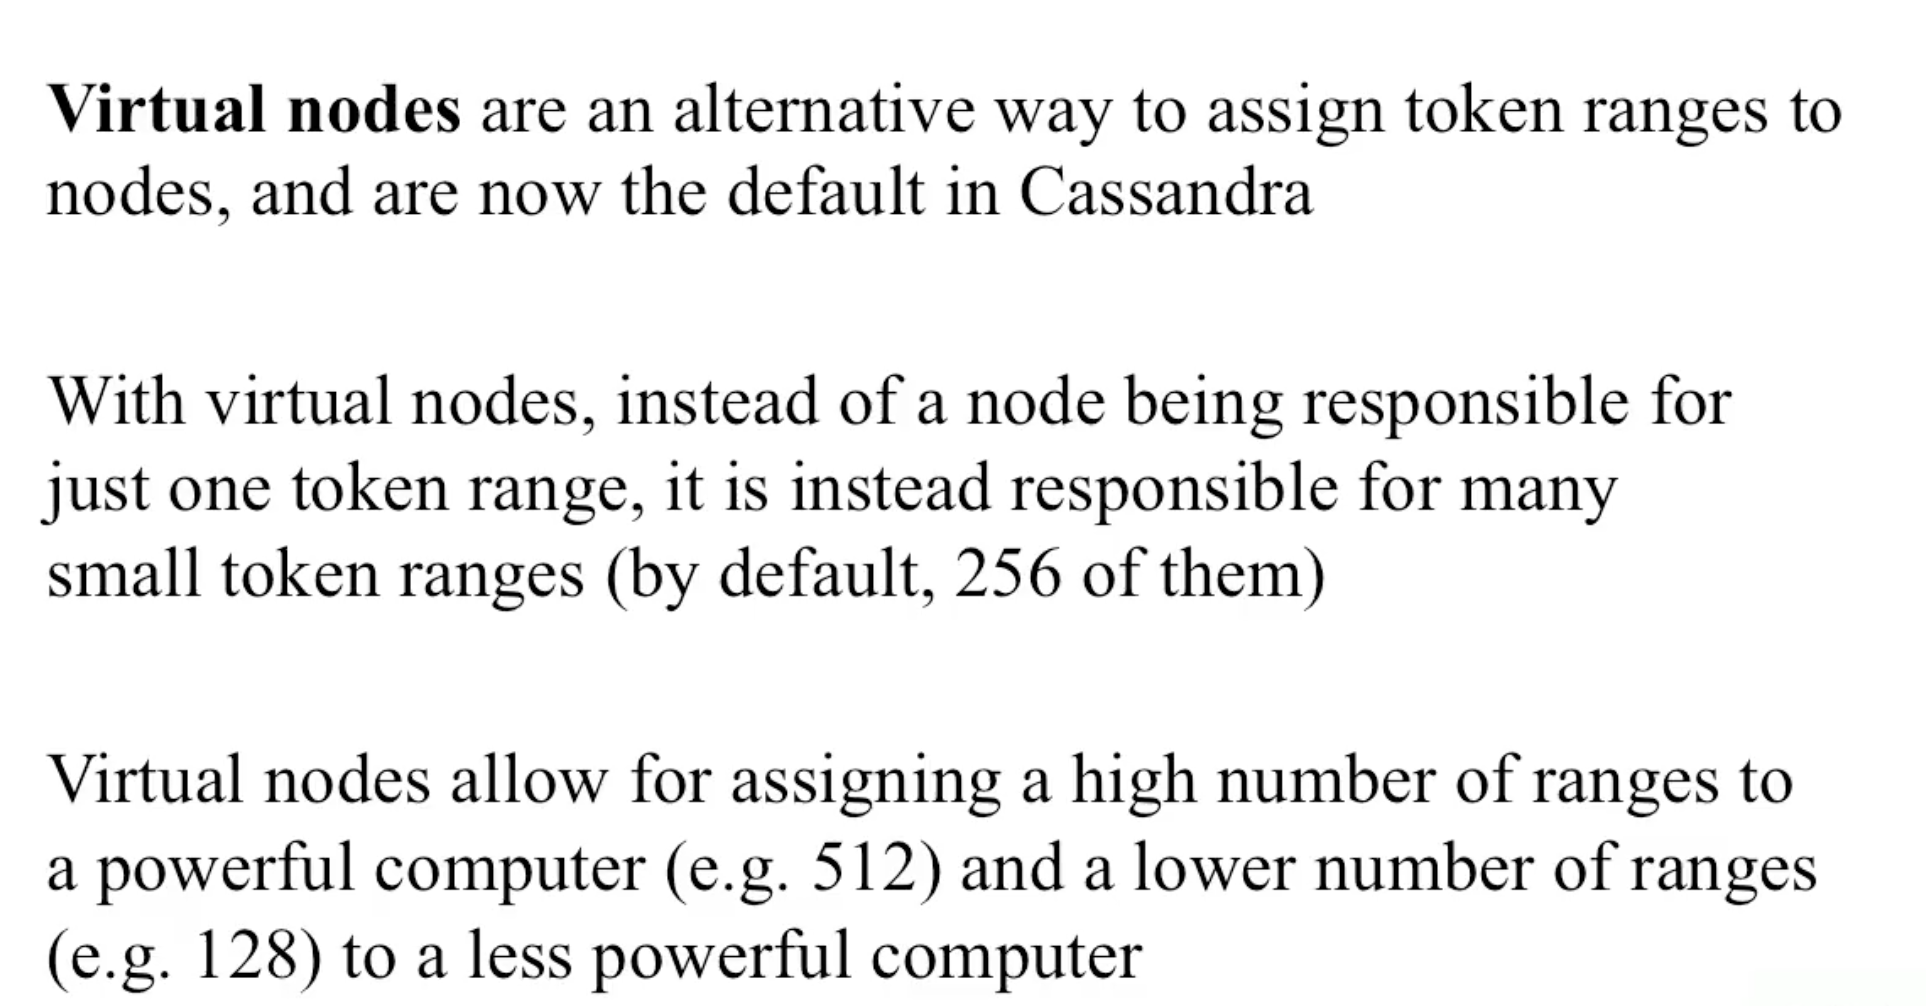 Virtual nodes are an alternative way to assign token ranges to
nodes, and are now the default in Cassandra
With virtual nodes, instead of a node being responsible for
just one token range, it is instead responsible for many
small token ranges (by default, 256 of them)
Virtual nodes allow for assigning a high number of ranges to
a powerful computer (e.g. 512) and a lower number of ranges
(e.g. 128) to a less powerful computer